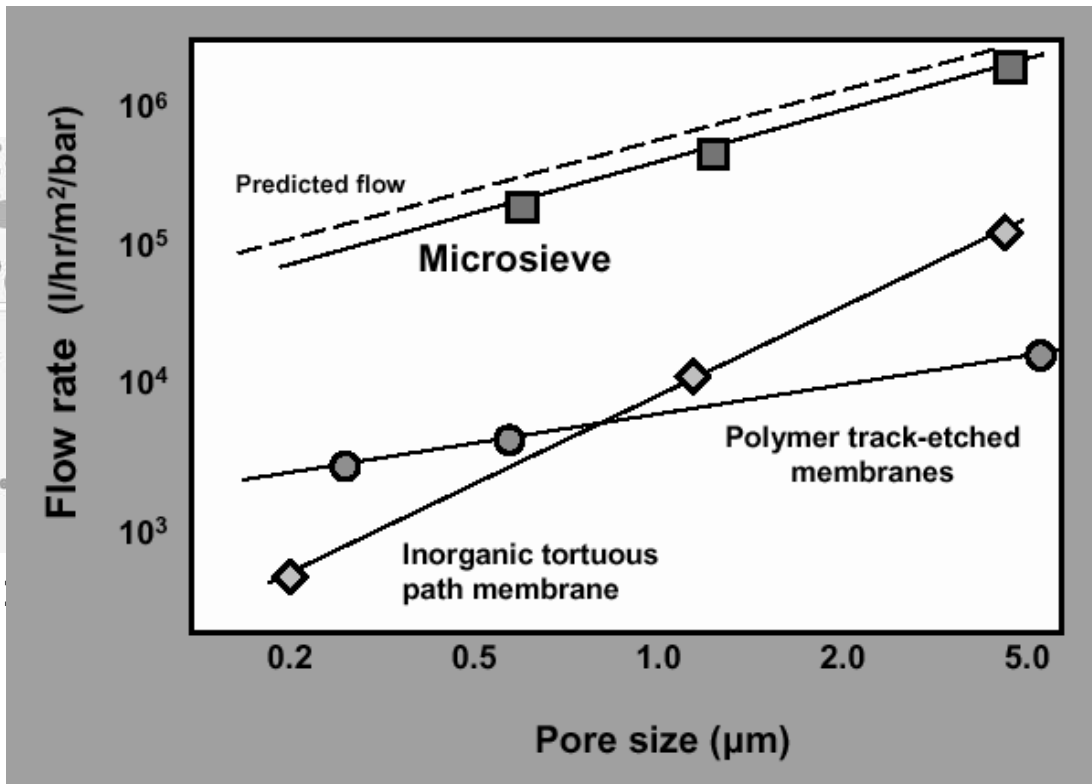 Flow rate (l/hr/m²/bar)
10⁶
10⁵
10⁴
10³
Predicted flow
Microsieve
Polymer track-etched
membranes
Inorganic tortuous
path membrane
0.2 0.5 1.0 2.0 5.0
Pore size (µm)